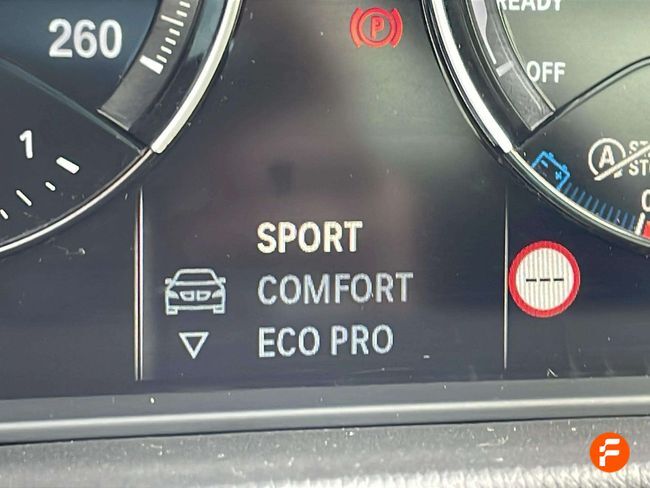 260
P
READY
OFF
1
A
SPORT
COMFORT
ECO PRO
---